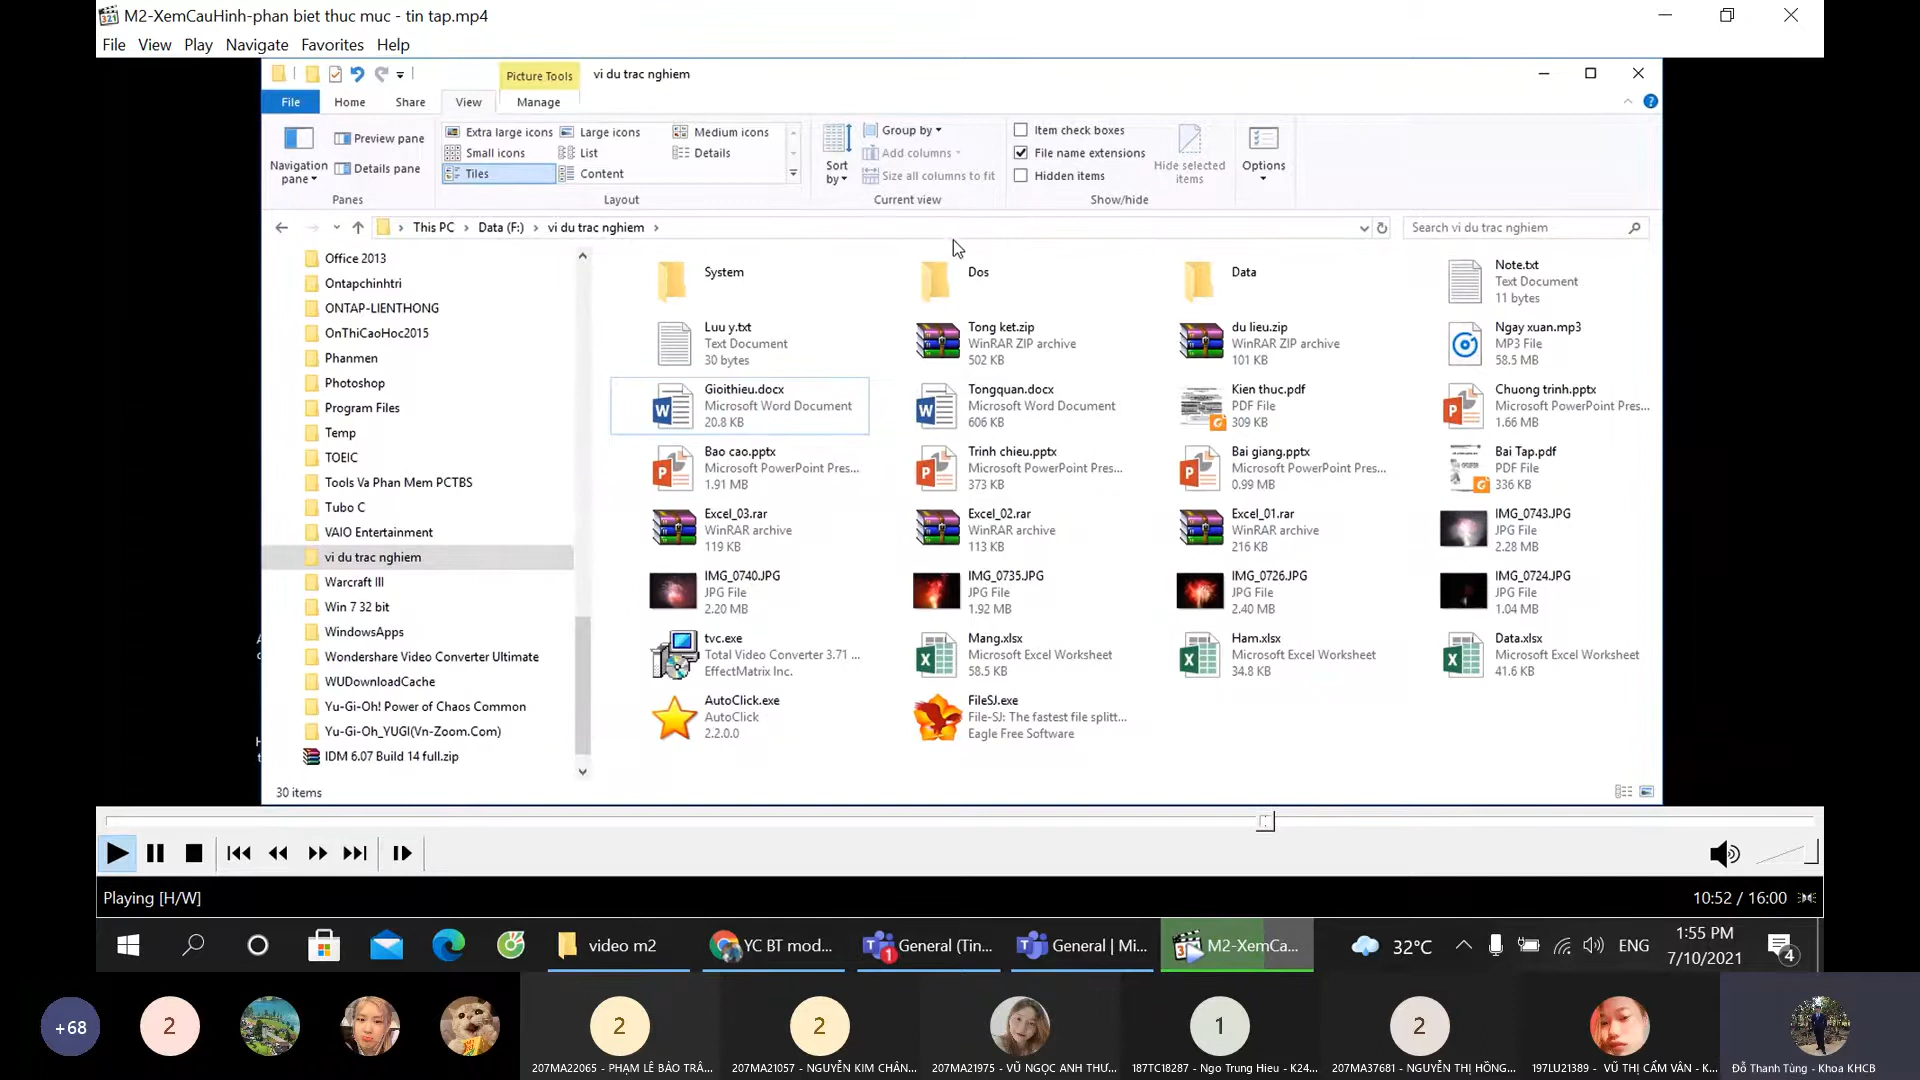 M2-XemCauHinh-phan biet thuc muc - tin tap.mp4
File View Play Navigate Favorites Help
Picture Tools vi du trac nghiem
File Home Share View Manage
Navigation pane
Preview pane
Details pane
Panes
Extra large icons Large icons Medium icons
Small icons List Details
Tiles Content
Layout
Sort by
Group by
Add columns
Size all columns to fit
Current view
Item check boxes
File name extensions
Hidden items
Hide selected items
Show/hide
Options
This PC > Data (F:) > vi du trac nghiem >
Search vi du trac nghiem
Office 2013
Ontapchinhtri
ONTAP-LIENTHONG
OnThiCaoHoc2015
Phanmen
Photoshop
Program Files
Temp
TOEIC
Tools Va Phan Mem PCTBS
Tubo C
VAIO Entertainment
vi du trac nghiem
Warcraft III
Win 7 32 bit
WindowsApps
Wondershare Video Converter Ultimate
WUDownloadCache
Yu-Gi-Oh! Power of Chaos Common
Yu-Gi-Oh_YUGI(Vn-Zoom.Com)
IDM 6.07 Build 14 full.zip
System
Dos
Data
Note.txt
Text Document
11 bytes
Luu y.txt
Text Document
30 bytes
Tong ket.zip
WinRAR ZIP archive
502 KB
du lieu.zip
WinRAR ZIP archive
101 KB
Ngay xuan.mp3
MP3 File
58.5 MB
Gioithieu.docx
Microsoft Word Document
20.8 KB
Tongquan.docx
Microsoft Word Document
606 KB
Kien thuc.pdf
PDF File
309 KB
Chuong trinh.pptx
Microsoft PowerPoint Pres...
1.66 MB
Bao cao.pptx
Microsoft PowerPoint Pres...
1.91 MB
Trinh chieu.pptx
Microsoft PowerPoint Pres...
373 KB
Bai giang.pptx
Microsoft PowerPoint Pres...
0.99 MB
Bai Tap.pdf
PDF File
336 KB
Excel_03.rar
WinRAR archive
119 KB
Excel_02.rar
WinRAR archive
113 KB
Excel_01.rar
WinRAR archive
216 KB
IMG_0743.JPG
JPG File
2.28 MB
IMG_0740.JPG
JPG File
2.20 MB
IMG_0735.JPG
JPG File
1.92 MB
IMG_0726.JPG
JPG File
2.40 MB
IMG_0724.JPG
JPG File
1.04 MB
tvc.exe
Total Video Converter 3.71 ...
EffectMatrix Inc.
Mang.xlsx
Microsoft Excel Worksheet
58.5 KB
Ham.xlsx
Microsoft Excel Worksheet
34.8 KB
Data.xlsx
Microsoft Excel Worksheet
41.6 KB
AutoClick.exe
AutoClick
2.2.0.0
FileSJ.exe
File-SJ: The fastest file splitt...
Eagle Free Software
30 items
Playing [H/W]
10:52 / 16:00
video m2
YC BT mod...
General (Tin...
General | Mi...
M2-XemCa...
32°C
ENG
1:55 PM
7/10/2021
4
+68
2
2
2
1
2
207MA22065 - PHẠM LÊ BẢO TRÂ...
207MA21057 - NGUYỄN KIM CHÂN...
207MA21975 - VŨ NGỌC ANH THƯ...
187TC18287 - Ngo Trung Hieu - K24...
207MA37681 - NGUYỄN THỊ HỒNG...
197LU21389 - VŨ THỊ CẨM VÂN - K...
Đỗ Thanh Tùng - Khoa KHCB